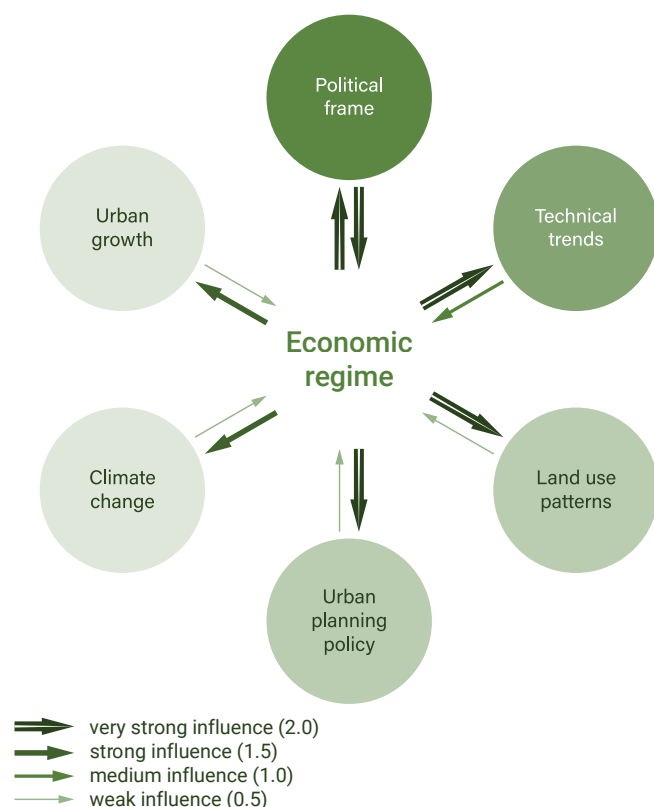 Political
frame
Urban
growth
Technical
trends
Economic
regime
Climate
change
Land use
patterns
Urban
planning
policy
very strong influence (2.0)
strong influence (1.5)
medium influence (1.0)
weak influence (0.5)